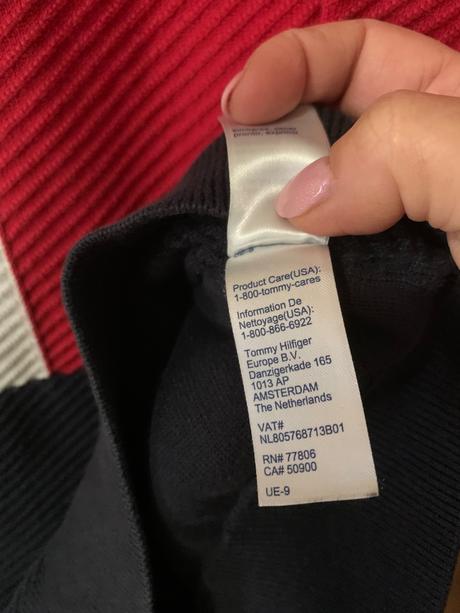 Product Care(USA):
1-800-tommy-cares
Information De
Nettoyage(USA):
1-800-866-6922
Tommy Hilfiger
Europe B.V.
Danzigerkade 165
1013 AP
AMSTERDAM
The Netherlands
VAT#
NL805768713B01
RN# 77806
CA# 50900
UE-9